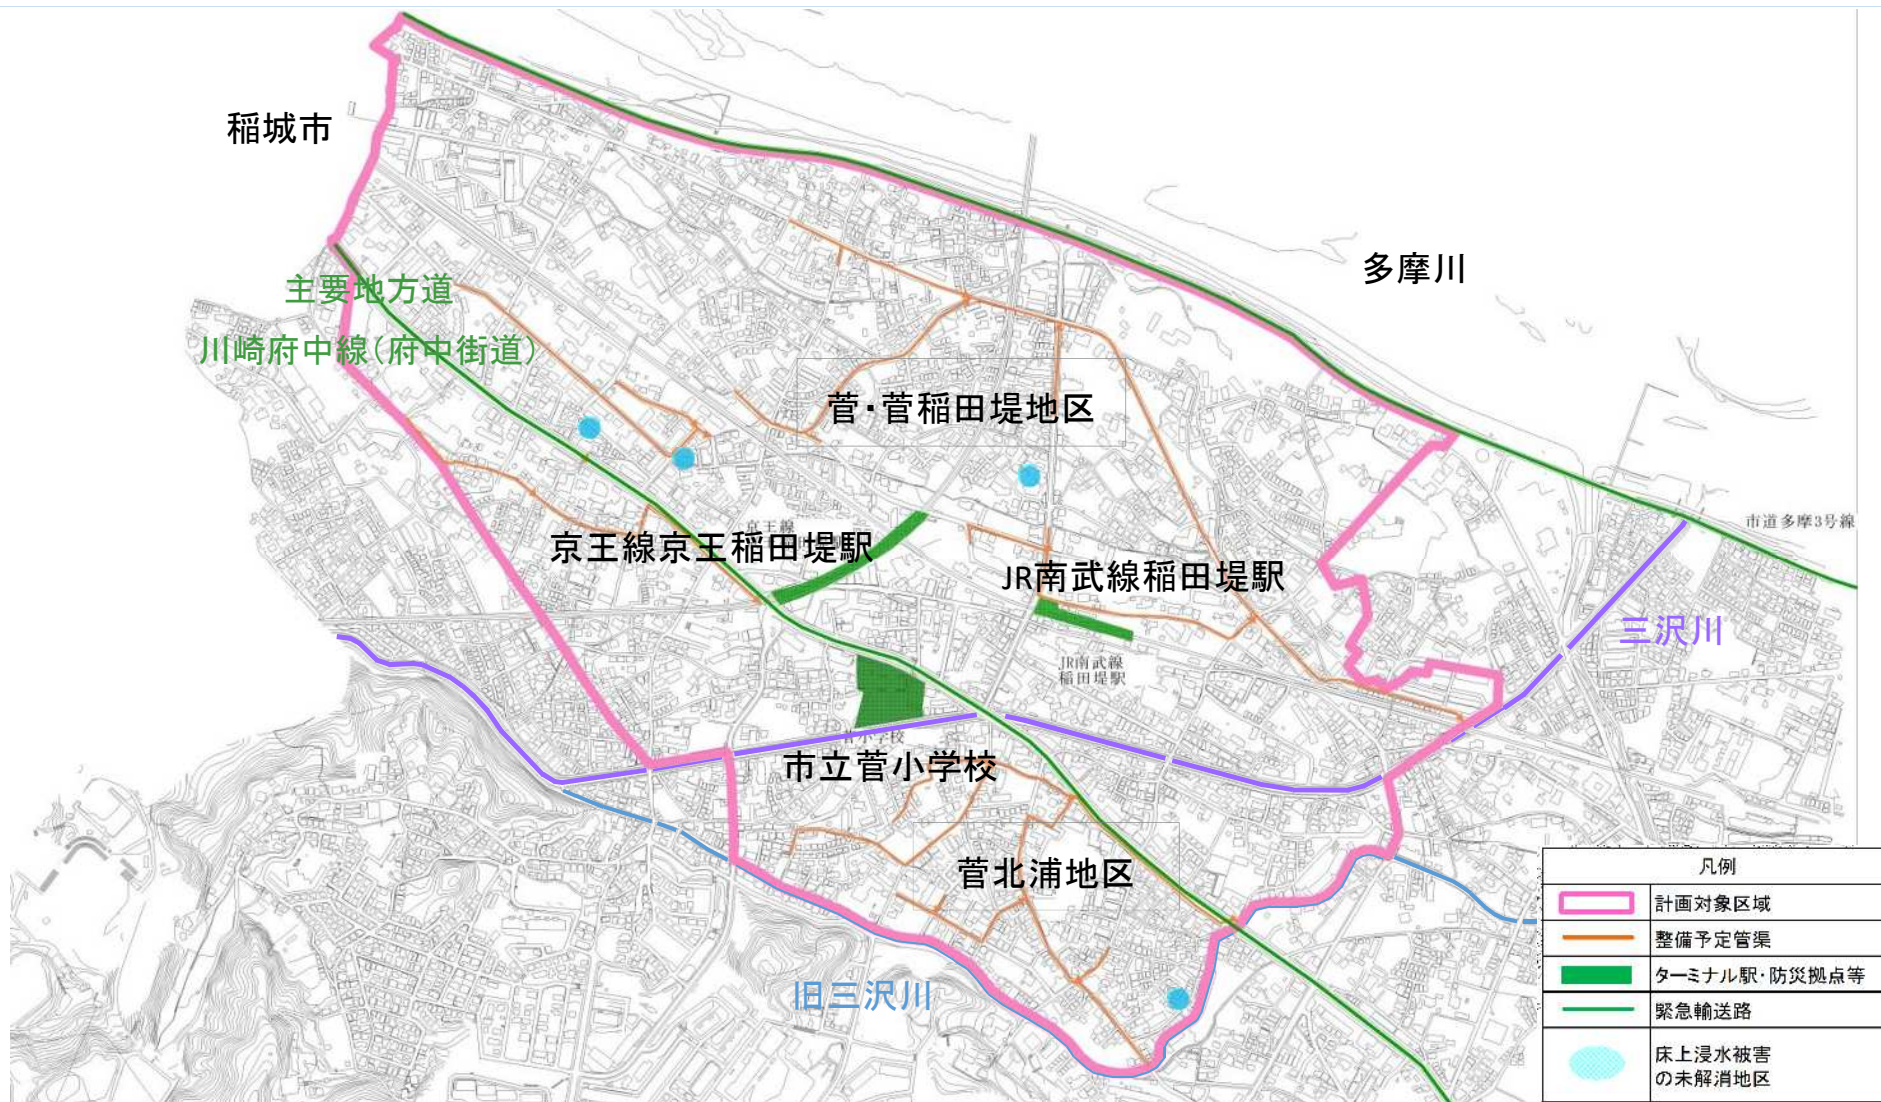 稲城市
多摩川
主要地方道
川崎府中線(府中街道)
菅・菅稲田堤地区
市道多摩3号線
京王線
京王線京王稲田堤駅
JR南武線稲田堤駅
三沢川
JR南武線
稲田堤駅
菅小学校
市立菅小学校
菅北浦地区
旧三沢川
凡例
計画対象区域
整備予定管渠
ターミナル駅・防災拠点等
緊急輸送路
床上浸水被害
の未解消地区